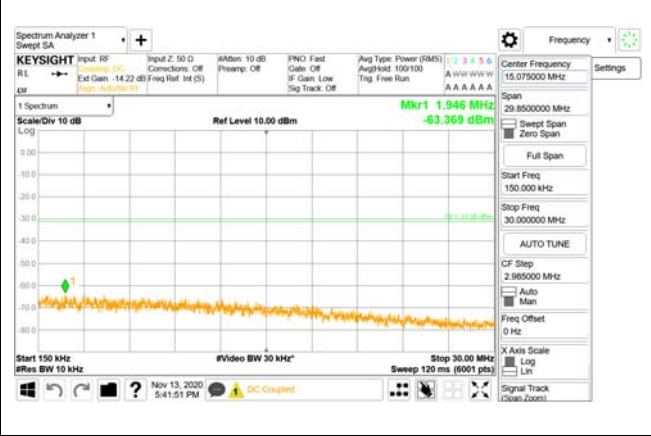 Spectrum Analyzer 1
Swept SA
Frequency
KEYSIGHT
RL
Input: RF
Coupling: DC
Ext Gain: -14.22 dB
Align: Auto/No RF
Input Z: 50 Ω
Corrections: Off
Freq Ref: Int (S)
#Atten: 10 dB
Preamp: Off
PNO: Fast
Gate: Off
IF Gain: Low
Sig Track: Off
Avg Type: Power (RMS)
Avg|Hold: 100/100
Trig: Free Run
1 2 3 4 5 6
A W W W W W
A A A A A A
1 Spectrum
Scale/Div 10 dB
Ref Level 10.00 dBm
Mkr1 1.946 MHz
-63.369 dBm
Log
0.00
-10.0
-20.0
-30.0
-40.0
-50.0
-60.0
-70.0
-80.0
1
Start 150 kHz
#Res BW 10 kHz
#Video BW 30 kHz*
Stop 30.00 MHz
Sweep 120 ms (6001 pts)
Nov 13, 2020
5:41:51 PM
DC Coupled
Center Frequency
15.075000 MHz
Settings
Span
29.8500000 MHz
Swept Span
Zero Span
Full Span
Start Freq
150.000 kHz
Stop Freq
30.000000 MHz
AUTO TUNE
CF Step
2.985000 MHz
Auto
Man
Freq Offset
0 Hz
X Axis Scale
Log
Lin
Signal Track
(Span Zoom)